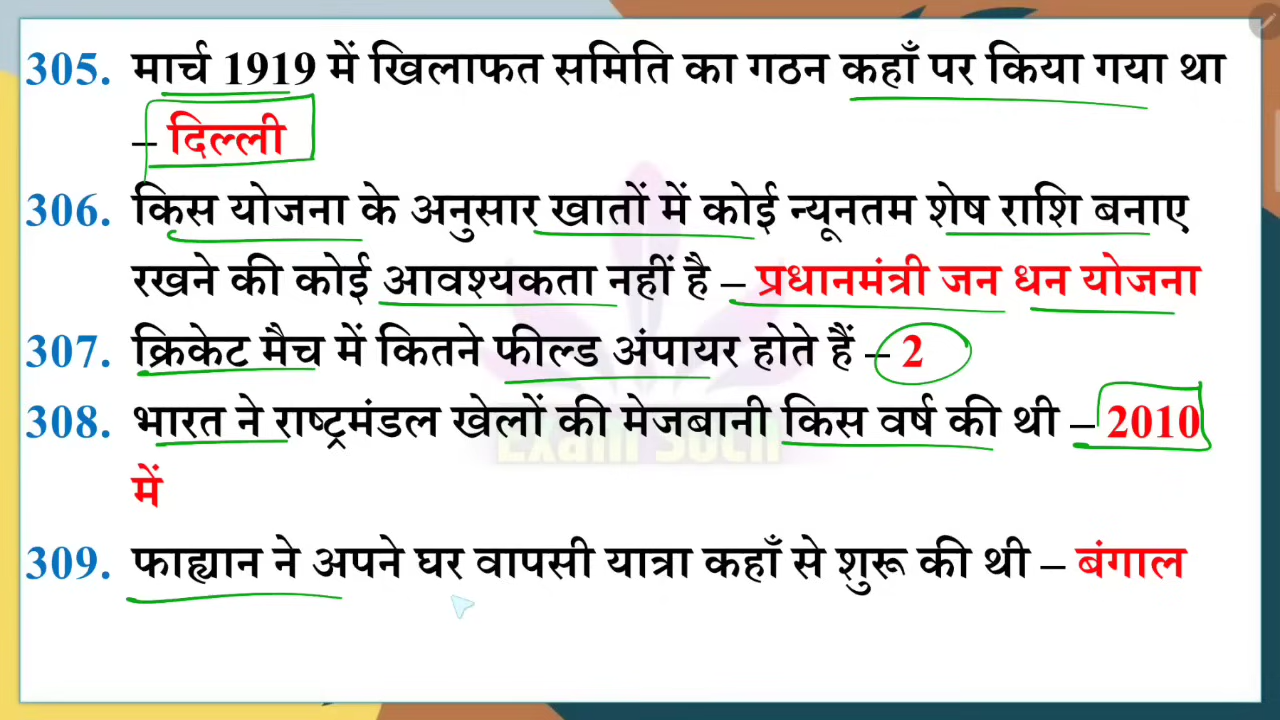 305. मार्च 1919 में खिलाफत समिति का गठन कहाँ पर किया गया था
– दिल्ली
306. किस योजना के अनुसार खातों में कोई न्यूनतम शेष राशि बनाए
रखने की कोई आवश्यकता नहीं है – प्रधानमंत्री जन धन योजना
307. क्रिकेट मैच में कितने फील्ड अंपायर होते हैं – 2
308. भारत ने राष्ट्रमंडल खेलों की मेजबानी किस वर्ष की थी – 2010
में
Exam Such
309. फाह्यान ने अपने घर वापसी यात्रा कहाँ से शुरू की थी – बंगाल